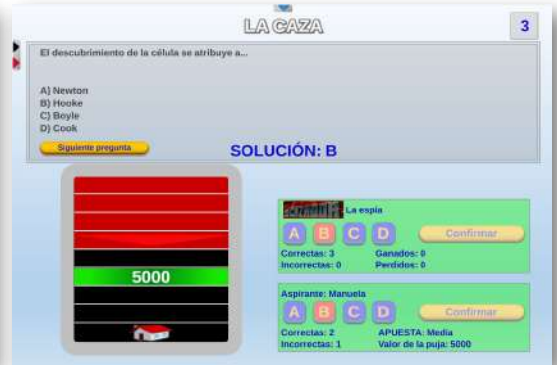 LA CAZA
3
El descubrimiento de la célula se atribuye a...
A) Newton
B) Hooke
C) Boyle
D) Cook
Siguiente pregunta
SOLUCIÓN: B
5000
La espía
A B C D Confirmar
Correctas: 3 Ganados: 0
Incorrectas: 0 Perdidos: 0
Aspirante: Manuela
A B C D Confirmar
Correctas: 2 APUESTA: Media
Incorrectas: 1 Valor de la puja: 5000